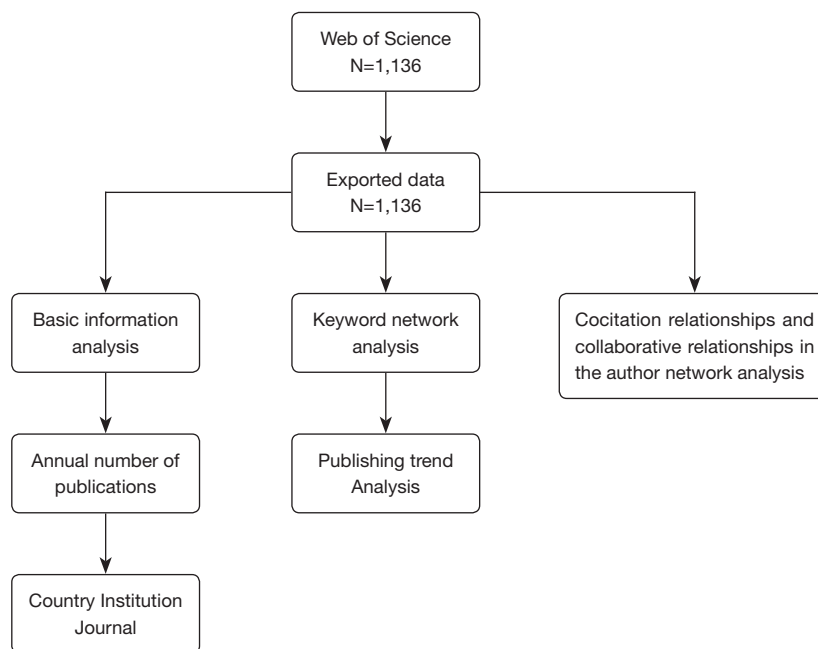 Web of Science
N=1,136
Exported data
N=1,136
Basic information
analysis
Keyword network
analysis
Cocitation relationships and
collaborative relationships in
the author network analysis
Annual number of
publications
Publishing trend
Analysis
Country Institution
Journal